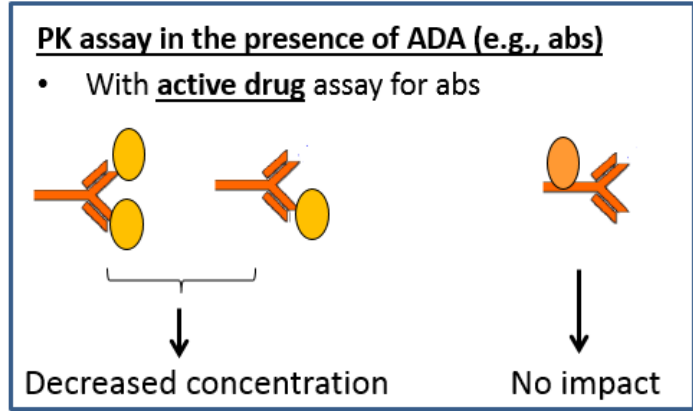 PK assay in the presence of ADA (e.g., abs)
• With active drug assay for abs
Decreased concentration
No impact